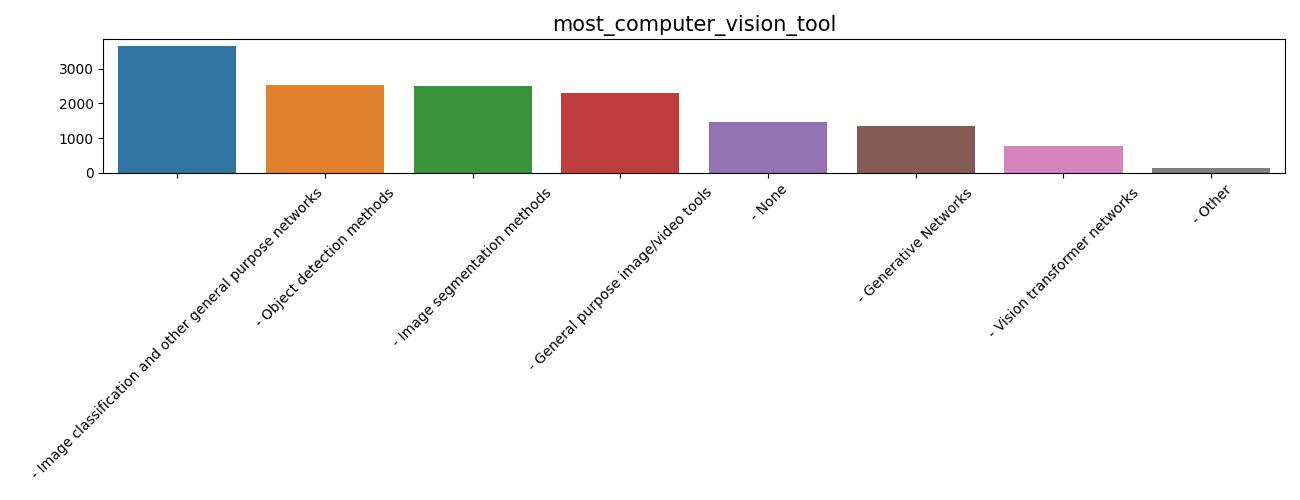 most_computer_vision_tool
3000
2000
1000
0
- Image classification and other general purpose networks
- Object detection methods
- Image segmentation methods
- General purpose image/video tools
- None
- Generative Networks
- Vision transformer networks
- Other